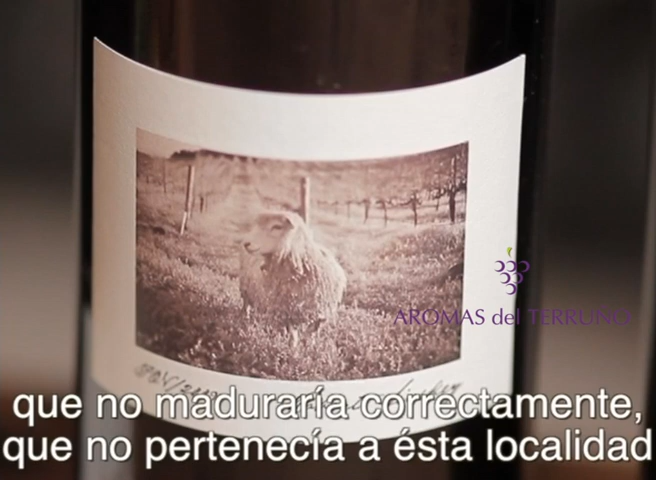 AROMAS del TERRUÑO
que no maduraría correctamente,
que no pertenecía a ésta localidad